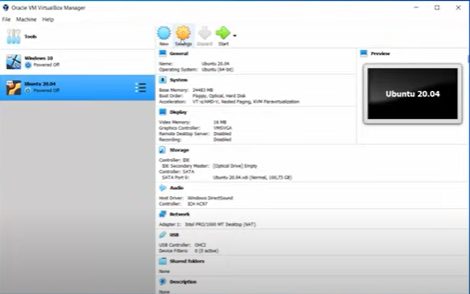 Oracle VM VirtualBox Manager
File Machine Help
Tools
New Settings Discard Start
Windows 10
Powered Off
Ubuntu 20.04
Powered Off
General
Name: Ubuntu 20.04
Operating System: Ubuntu (64-bit)
System
Base Memory: 24463 MB
Boot Order: Floppy, Optical, Hard Disk
Acceleration: VT-x/AMD-V, Nested Paging, KVM Paravirtualization
Display
Video Memory: 16 MB
Graphics Controller: VMSVGA
Remote Desktop Server: Disabled
Recording: Disabled
Storage
Controller: IDE
IDE Secondary Master: [Optical Drive] Empty
Controller: SATA
SATA Port 0: Ubuntu 20.04.vdi (Normal, 100,73 GB)
Audio
Host Driver: Windows DirectSound
Controller: ICH AC97
Network
Adapter 1: Intel PRO/1000 MT Desktop (NAT)
USB
USB Controller: OHCI
Device Filters: 0 (0 active)
Shared folders
None
Description
None
Preview
Ubuntu 20.04